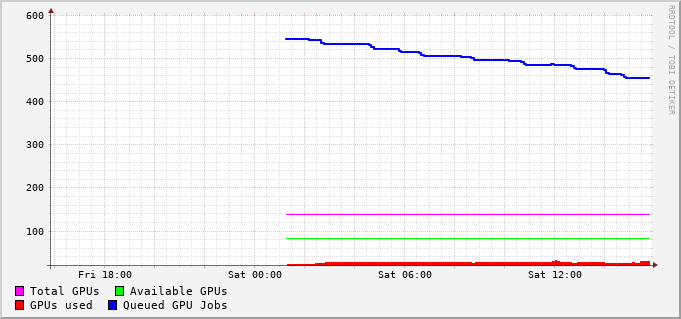 600
500
400
300
200
100
Fri 18:00 Sat 00:00 Sat 06:00 Sat 12:00
Total GPUs Available GPUs
GPUs used Queued GPU Jobs
RRDTOOL / TOBI OETIKER